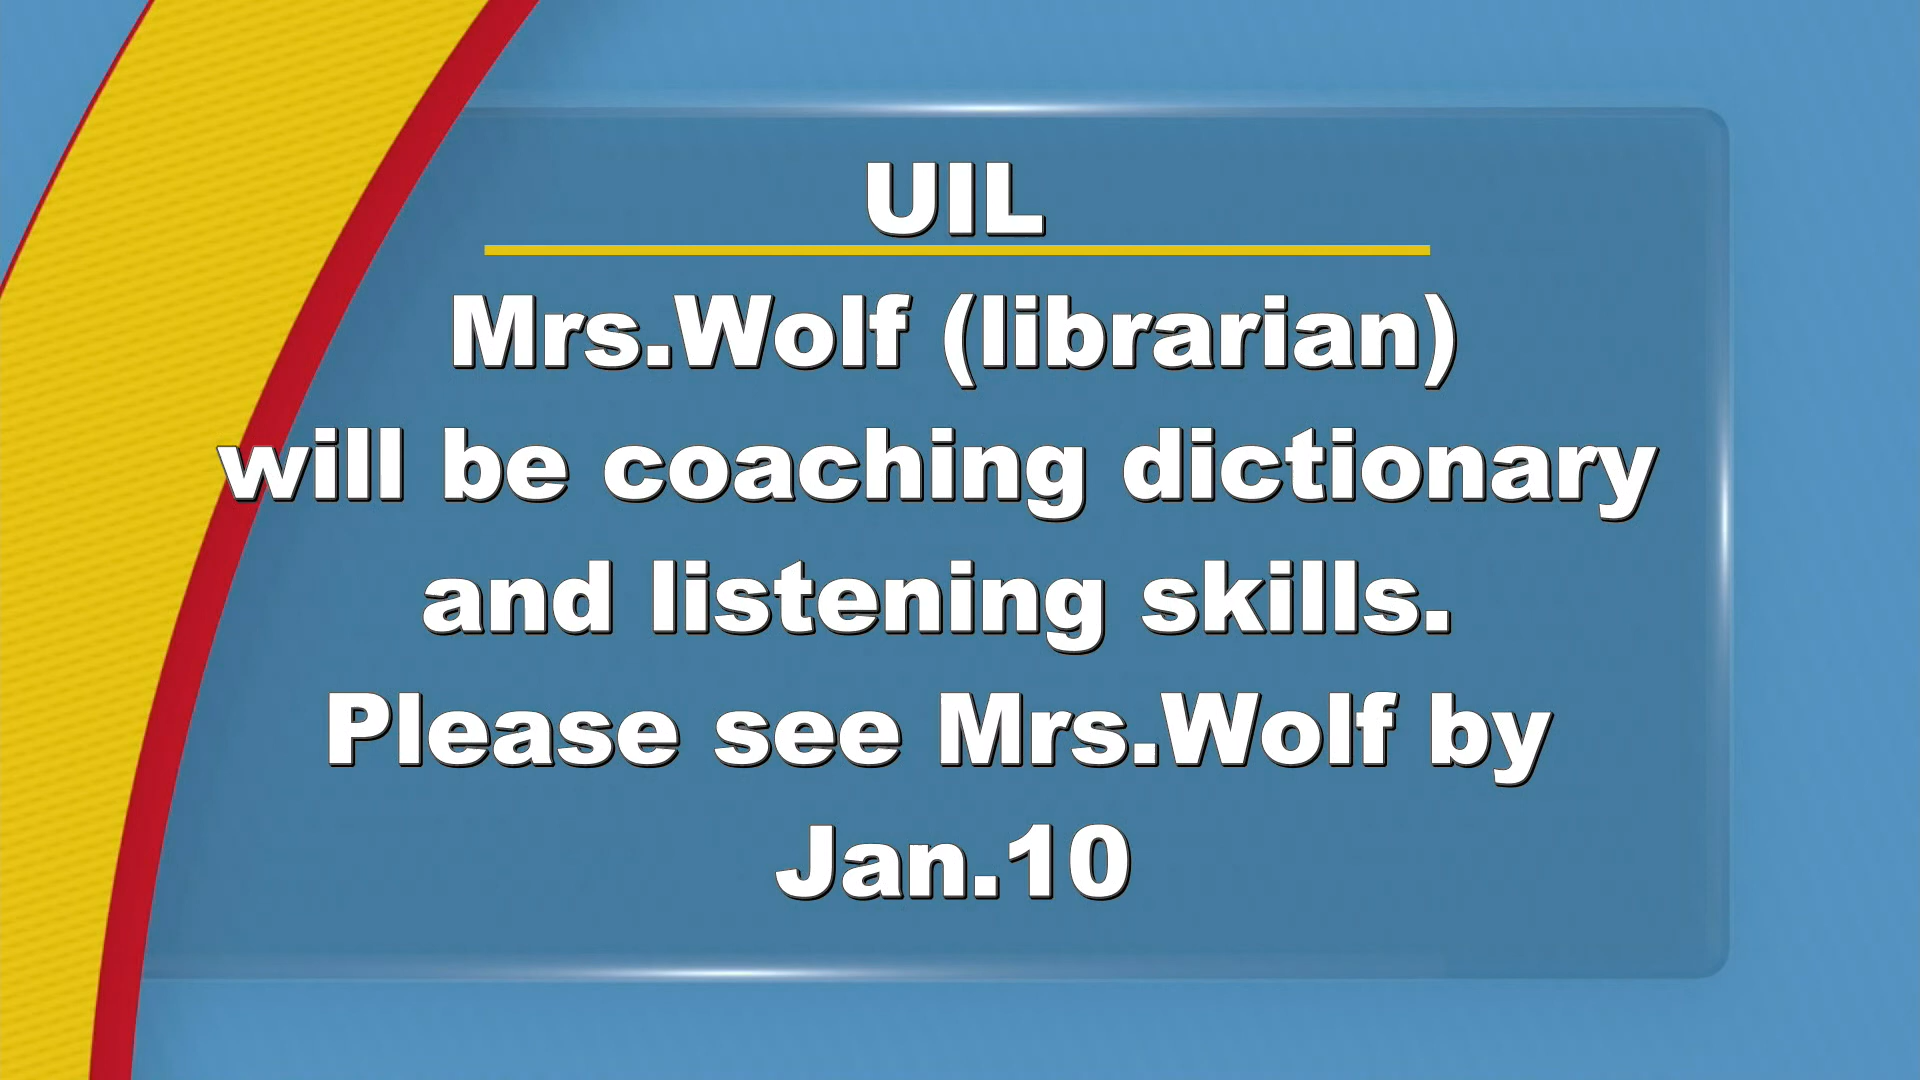 UIL
Mrs.Wolf (librarian)
will be coaching dictionary
and listening skills.
Please see Mrs.Wolf by
Jan.10